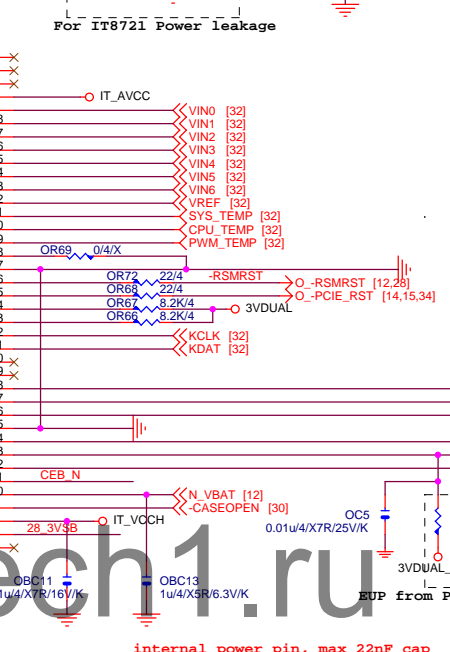 For IT8721 Power leakage
IT_AVCC
VIN0 [32]
VIN1 [32]
VIN2 [32]
VIN3 [32]
VIN4 [32]
VIN5 [32]
VIN6 [32]
VREF [32]
SYS_TEMP [32]
CPU_TEMP [32]
PWM_TEMP [32]
OR69 0/4/X
OR72 22/4 -RSMRST O_-RSMRST [12,28]
OR68 22/4 O_-PCIE_RST [14,15,34]
OR67 8.2K/4 3VDUAL
OR66 8.2K/4
KCLK [32]
KDAT [32]
CEB_N
N_VBAT [12]
-CASEOPEN [30]
IT_VCCH
28_3VSB
OC5
0.01u/4/X7R/25V/K
3VDUAL_
EUP from P
ech1.ru
OBC11
1u/4/X7R/16V/K
OBC13
1u/4/X5R/6.3V/K
internal power pin, max 22nF cap